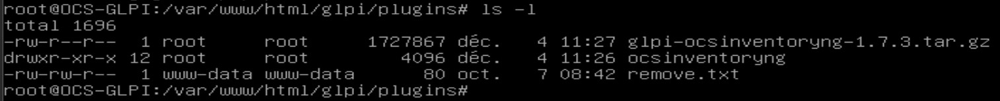 root@OCS-GLPI:/var/www/html/glpi/plugins# ls -l
total 1696
-rw-r--r--  1 root     root     1727867 déc.   4 11:27 glpi-ocsinventoryng-1.7.3.tar.gz
drwxr-xr-x 12 root     root        4096 déc.   4 11:26 ocsinventoryng
-rw-rw-r--  1 www-data www-data      80 oct.   7 08:42 remove.txt
root@OCS-GLPI:/var/www/html/glpi/plugins#